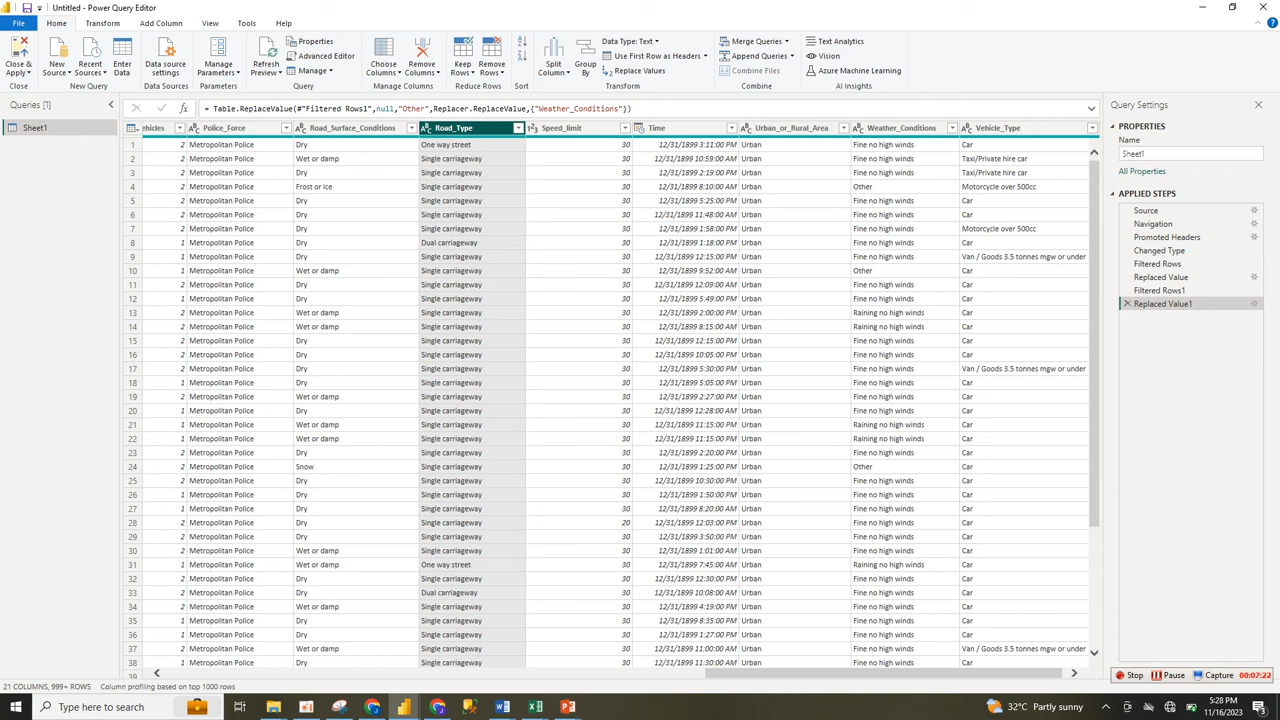 Untitled - Power Query Editor
File Home Transform Add Column View Tools Help
Close & Apply New Source Recent Sources Enter Data Data source settings Manage Parameters Refresh Preview Properties Advanced Editor Manage Choose Columns Remove Columns Keep Rows Remove Rows Split Column Group By Data Type: Text Use First Row as Headers Replace Values Merge Queries Append Queries Combine Files Text Analytics Vision Azure Machine Learning
Close New Query Data Sources Parameters Query Manage Columns Reduce Rows Sort Transform Combine AI Insights
Queries [1]
Sheet1
= Table.ReplaceValue(#"Filtered Rows1",null,"Other",Replacer.ReplaceValue,{"Weather_Conditions"})
ehicles Police_Force Road_Surface_Conditions Road_Type Speed_limit Time Urban_or_Rural_Area Weather_Conditions Vehicle_Type
1 2 Metropolitan Police Dry One way street 30 12/31/1899 3:11:00 PM Urban Fine no high winds Car
2 2 Metropolitan Police Wet or damp Single carriageway 30 12/31/1899 10:59:00 AM Urban Fine no high winds Taxi/Private hire car
3 2 Metropolitan Police Dry Single carriageway 30 12/31/1899 2:19:00 PM Urban Fine no high winds Taxi/Private hire car
4 2 Metropolitan Police Frost or ice Single carriageway 30 12/31/1899 8:10:00 AM Urban Other Motorcycle over 500cc
5 2 Metropolitan Police Dry Single carriageway 30 12/31/1899 5:25:00 PM Urban Fine no high winds Car
6 2 Metropolitan Police Dry Single carriageway 30 12/31/1899 11:48:00 AM Urban Fine no high winds Car
7 2 Metropolitan Police Dry Single carriageway 30 12/31/1899 1:58:00 PM Urban Fine no high winds Motorcycle over 500cc
8 1 Metropolitan Police Dry Dual carriageway 30 12/31/1899 1:18:00 PM Urban Fine no high winds Car
9 2 Metropolitan Police Dry Single carriageway 30 12/31/1899 12:15:00 PM Urban Fine no high winds Van / Goods 3.5 tonnes mgw or under
10 1 Metropolitan Police Wet or damp Single carriageway 30 12/31/1899 9:52:00 AM Urban Other Car
11 2 Metropolitan Police Dry Single carriageway 30 12/31/1899 12:09:00 AM Urban Fine no high winds Car
12 1 Metropolitan Police Dry Single carriageway 30 12/31/1899 5:49:00 PM Urban Fine no high winds Car
13 2 Metropolitan Police Wet or damp Single carriageway 30 12/31/1899 2:00:00 PM Urban Raining no high winds Car
14 2 Metropolitan Police Wet or damp Single carriageway 30 12/31/1899 8:15:00 AM Urban Raining no high winds Car
15 2 Metropolitan Police Dry Single carriageway 30 12/31/1899 12:15:00 PM Urban Fine no high winds Car
16 2 Metropolitan Police Dry Single carriageway 30 12/31/1899 10:05:00 AM Urban Fine no high winds Car
17 2 Metropolitan Police Dry Single carriageway 30 12/31/1899 5:30:00 PM Urban Fine no high winds Van / Goods 3.5 tonnes mgw or under
18 1 Metropolitan Police Dry Single carriageway 30 12/31/1899 5:05:00 PM Urban Fine no high winds Car
19 2 Metropolitan Police Wet or damp Single carriageway 30 12/31/1899 2:27:00 PM Urban Fine no high winds Car
20 1 Metropolitan Police Dry Single carriageway 30 12/31/1899 12:28:00 PM Urban Fine no high winds Car
21 2 Metropolitan Police Wet or damp Single carriageway 30 12/31/1899 11:15:00 PM Urban Raining no high winds Car
22 2 Metropolitan Police Wet or damp Single carriageway 30 12/31/1899 11:15:00 PM Urban Raining no high winds Car
23 2 Metropolitan Police Dry Single carriageway 30 12/31/1899 2:20:00 PM Urban Fine no high winds Car
24 1 Metropolitan Police Snow Single carriageway 30 12/31/1899 1:25:00 PM Urban Other Car
25 2 Metropolitan Police Dry Single carriageway 30 12/31/1899 10:30:00 PM Urban Fine no high winds Car
26 1 Metropolitan Police Dry Single carriageway 30 12/31/1899 1:50:00 PM Urban Fine no high winds Car
27 1 Metropolitan Police Dry Single carriageway 30 12/31/1899 8:20:00 AM Urban Fine no high winds Car
28 2 Metropolitan Police Dry Single carriageway 20 12/31/1899 12:03:00 PM Urban Fine no high winds Car
29 2 Metropolitan Police Dry Single carriageway 30 12/31/1899 3:50:00 PM Urban Fine no high winds Car
30 2 Metropolitan Police Wet or damp Single carriageway 30 12/31/1899 1:01:00 AM Urban Fine no high winds Car
31 1 Metropolitan Police Wet or damp One way street 30 12/31/1899 7:45:00 AM Urban Raining no high winds Car
32 2 Metropolitan Police Dry Single carriageway 30 12/31/1899 12:30:00 PM Urban Fine no high winds Car
33 2 Metropolitan Police Dry Dual carriageway 30 12/31/1899 10:08:00 AM Urban Fine no high winds Car
34 2 Metropolitan Police Wet or damp Single carriageway 30 12/31/1899 4:19:00 PM Urban Fine no high winds Car
35 2 Metropolitan Police Dry Single carriageway 30 12/31/1899 8:35:00 PM Urban Fine no high winds Car
36 1 Metropolitan Police Dry Single carriageway 30 12/31/1899 1:27:00 PM Urban Fine no high winds Car
37 2 Metropolitan Police Wet or damp Single carriageway 30 12/31/1899 11:00:00 AM Urban Fine no high winds Van / Goods 3.5 tonnes mgw or under
38 1 Metropolitan Police Dry Single carriageway 30 12/31/1899 11:30:00 AM Urban Fine no high winds Car
39
Query Settings
PROPERTIES
Name
Sheet1
All Properties
APPLIED STEPS
Source
Navigation
Promoted Headers
Changed Type
Filtered Rows
Replaced Value
Filtered Rows1
Replaced Value1
Stop Pause Capture 00:07:22
21 COLUMNS, 999+ ROWS Column profiling based on top 1000 rows
Type here to search 32°C Partly sunny 5:28 PM
11/16/2023